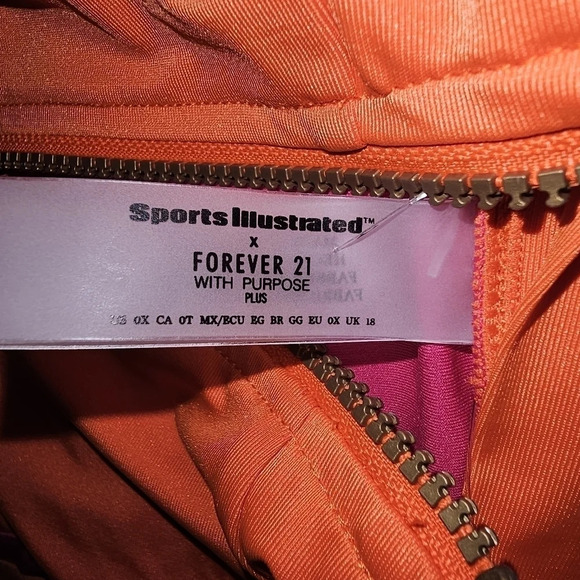 Sports Illustrated™
x
FOREVER 21
WITH PURPOSE
PLUS
US 0X CA 0T MX/ECU EG BR GG EU 0X UK 18